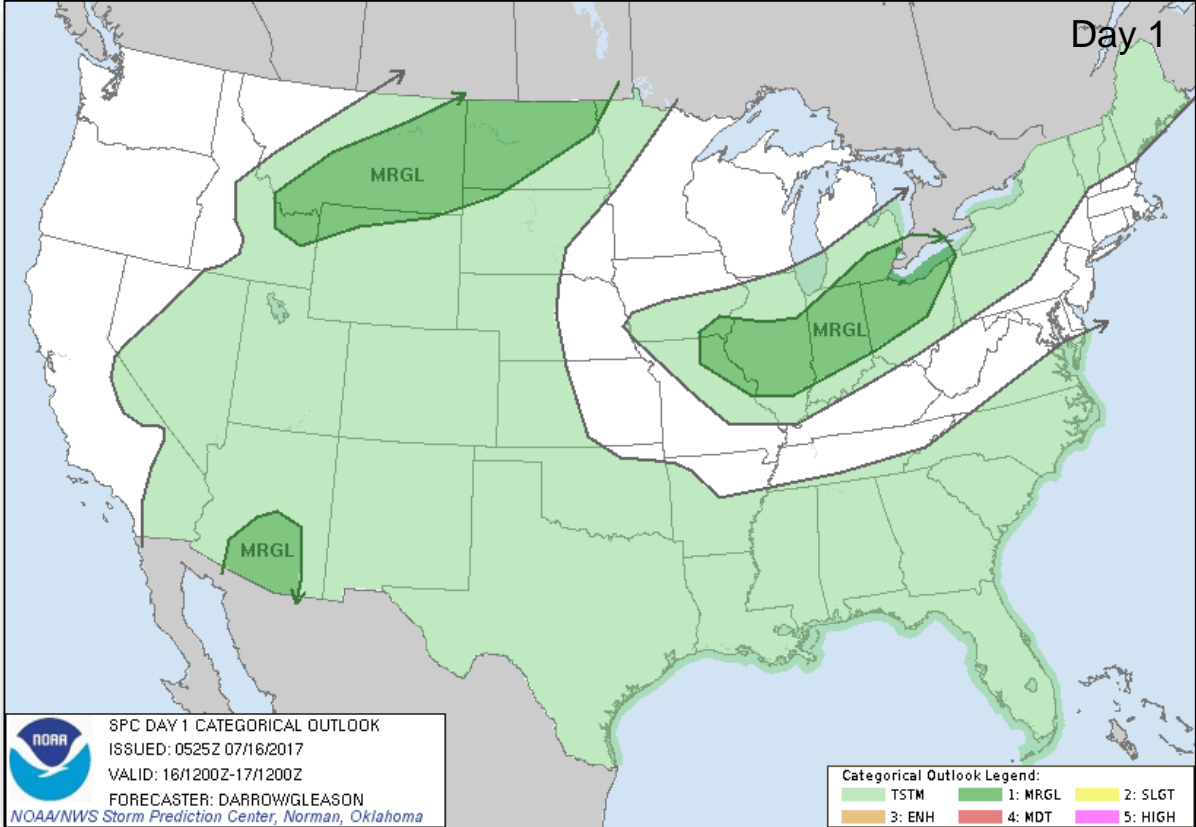 Day 1
MRGL
MRGL
MRGL
NOAA
SPC DAY 1 CATEGORICAL OUTLOOK
ISSUED: 0525Z 07/16/2017
VALID: 16/1200Z-17/1200Z
FORECASTER: DARROW/GLEASON
NOAA/NWS Storm Prediction Center, Norman, Oklahoma
Categorical Outlook Legend:
TSTM 1: MRGL 2: SLGT
3: ENH 4: MDT 5: HIGH